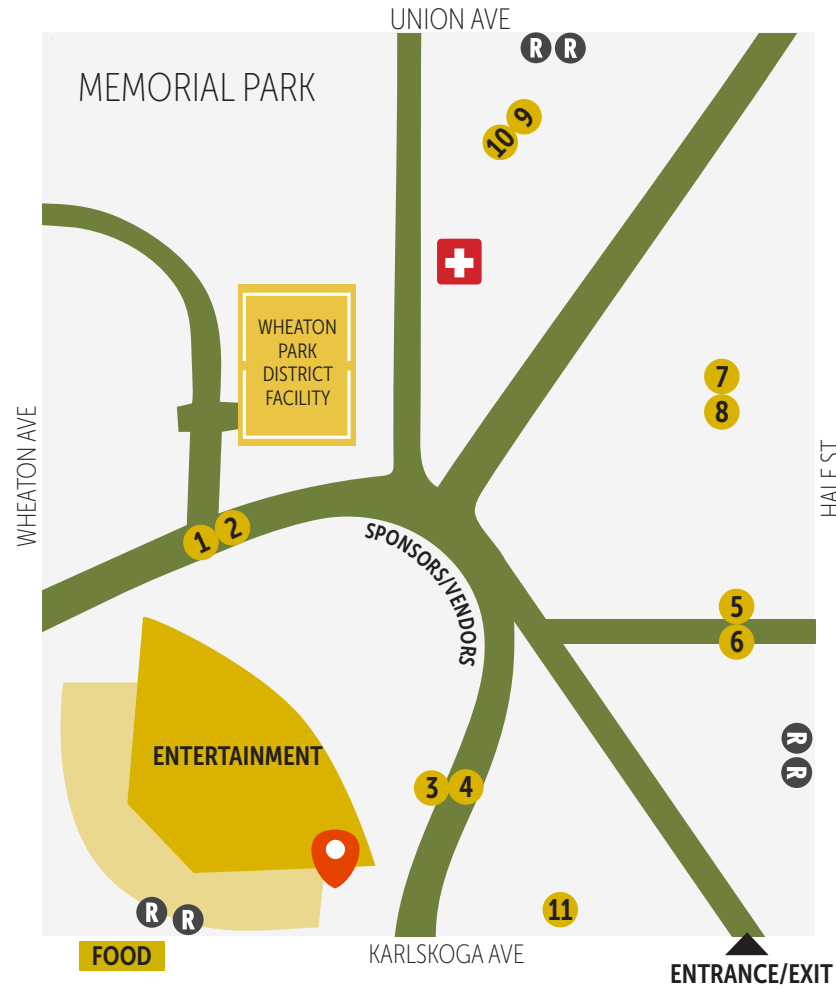 UNION AVE
R R
MEMORIAL PARK
9
10
WHEATON
PARK
DISTRICT
FACILITY
7
8
WHEATON AVE
HALE ST
1 2
SPONSORS/VENDORS
5
6
R
R
ENTERTAINMENT
3 4
R R
11
FOOD
KARLSKOGA AVE
ENTRANCE/EXIT